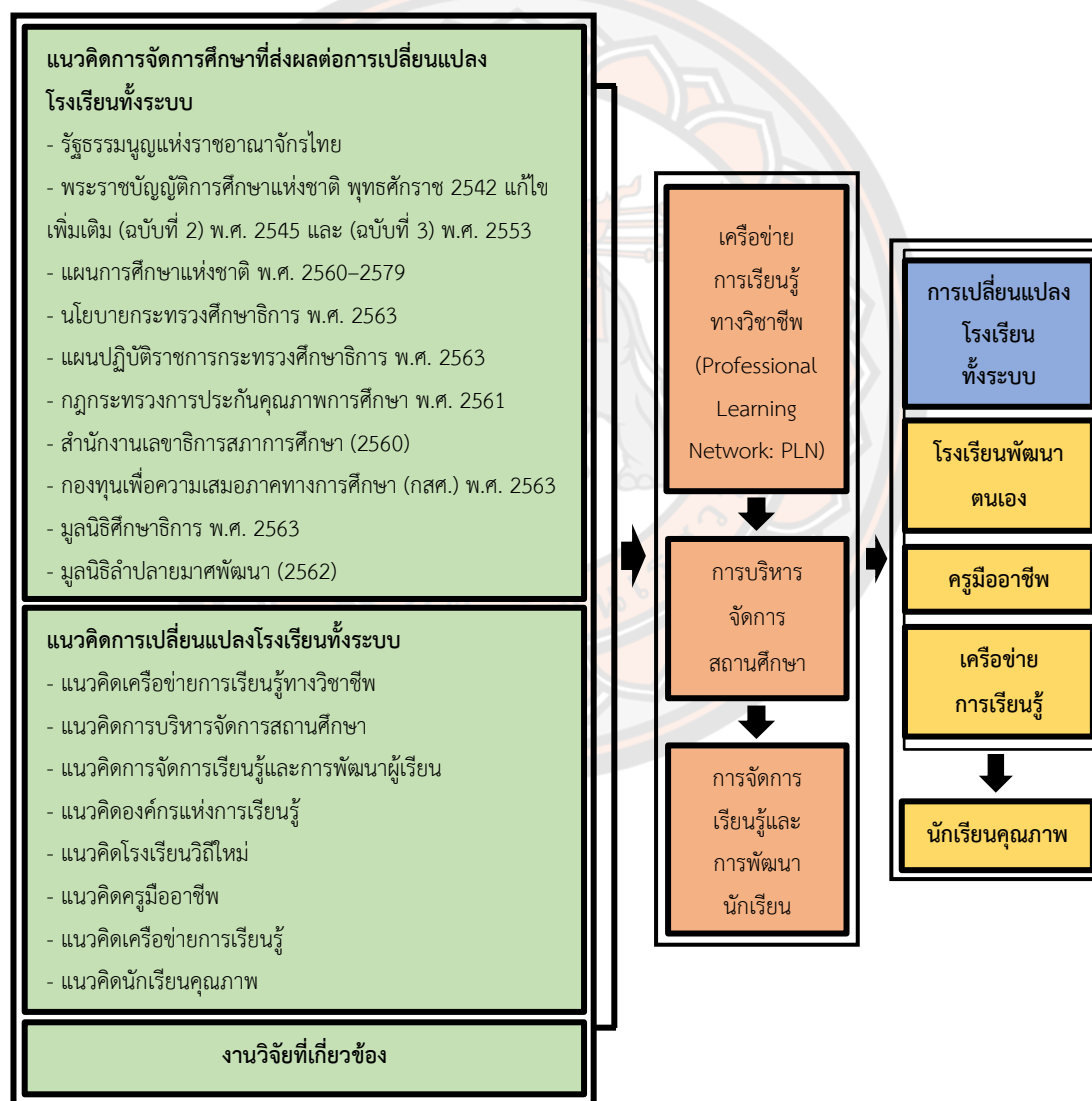 แนวคิดการจัดการศึกษาที่ส่งผลต่อการเปลี่ยนแปลง
โรงเรียนทั้งระบบ
- รัฐธรรมนูญแห่งราชอาณาจักรไทย
- พระราชบัญญัติการศึกษาแห่งชาติ พุทธศักราช 2542 แก้ไข
เพิ่มเติม (ฉบับที่ 2) พ.ศ. 2545 และ (ฉบับที่ 3) พ.ศ. 2553
- แผนการศึกษาแห่งชาติ พ.ศ. 2560–2579
- นโยบายกระทรวงศึกษาธิการ พ.ศ. 2563
- แผนปฏิบัติราชการกระทรวงศึกษาธิการ พ.ศ. 2563
- กฎกระทรวงการประกันคุณภาพการศึกษา พ.ศ. 2561
- สำนักงานเลขาธิการสภาการศึกษา (2560)
- กองทุนเพื่อความเสมอภาคทางการศึกษา (กสศ.) พ.ศ. 2563
- มูลนิธิศึกษาธิการ พ.ศ. 2563
- มูลนิธิลำปลายมาศพัฒนา (2562)
แนวคิดการเปลี่ยนแปลงโรงเรียนทั้งระบบ
- แนวคิดเครือข่ายการเรียนรู้ทางวิชาชีพ
- แนวคิดการบริหารจัดการสถานศึกษา
- แนวคิดการจัดการเรียนรู้และการพัฒนาผู้เรียน
- แนวคิดองค์กรแห่งการเรียนรู้
- แนวคิดโรงเรียนวิถีใหม่
- แนวคิดครูมืออาชีพ
- แนวคิดเครือข่ายการเรียนรู้
- แนวคิดนักเรียนคุณภาพ
งานวิจัยที่เกี่ยวข้อง
เครือข่าย
การเรียนรู้
ทางวิชาชีพ
(Professional
Learning
Network: PLN)
การบริหาร
จัดการ
สถานศึกษา
การจัดการ
เรียนรู้และ
การพัฒนา
นักเรียน
การเปลี่ยนแปลง
โรงเรียน
ทั้งระบบ
โรงเรียนพัฒนา
ตนเอง
ครูมืออาชีพ
เครือข่าย
การเรียนรู้
นักเรียนคุณภาพ